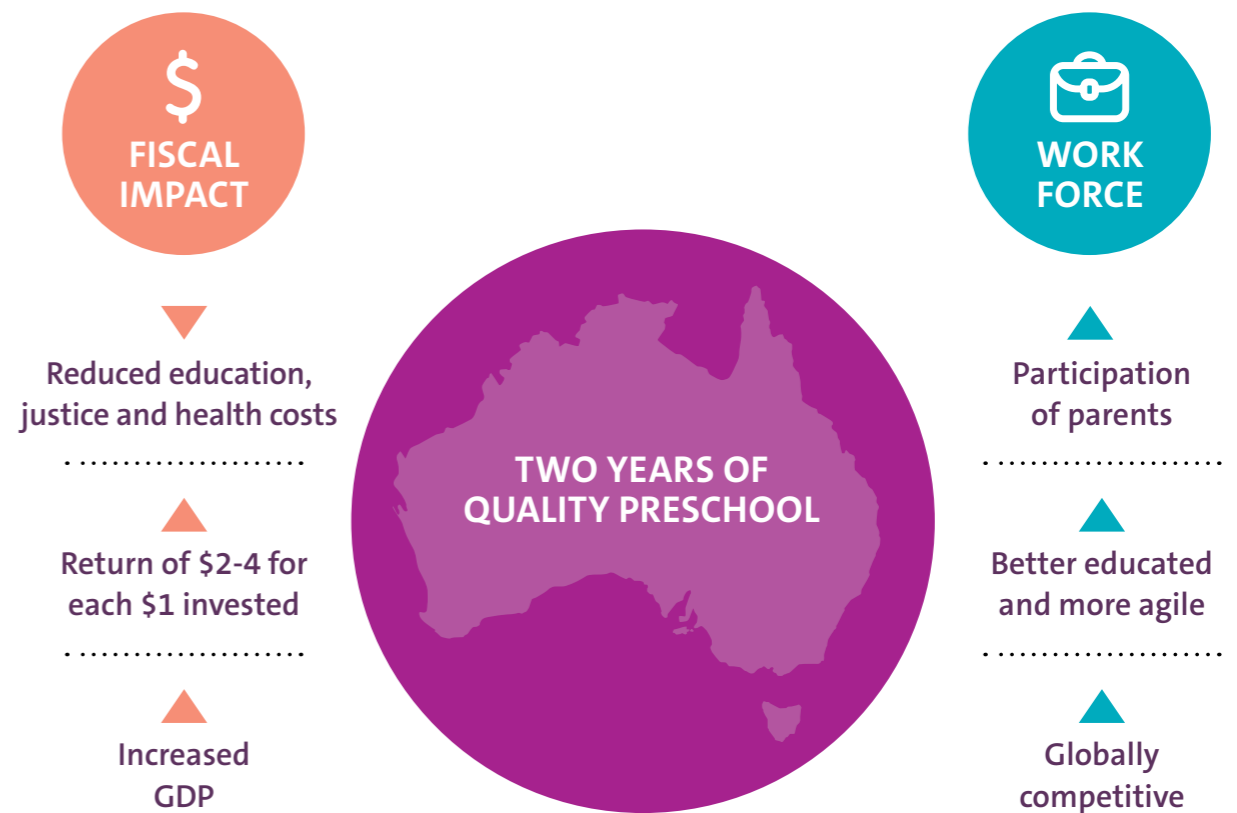 $
FISCAL
IMPACT
Reduced education,
justice and health costs
Return of $2-4 for
each $1 invested
Increased
GDP
TWO YEARS OF
QUALITY PRESCHOOL
WORK
FORCE
Participation
of parents
Better educated
and more agile
Globally
competitive